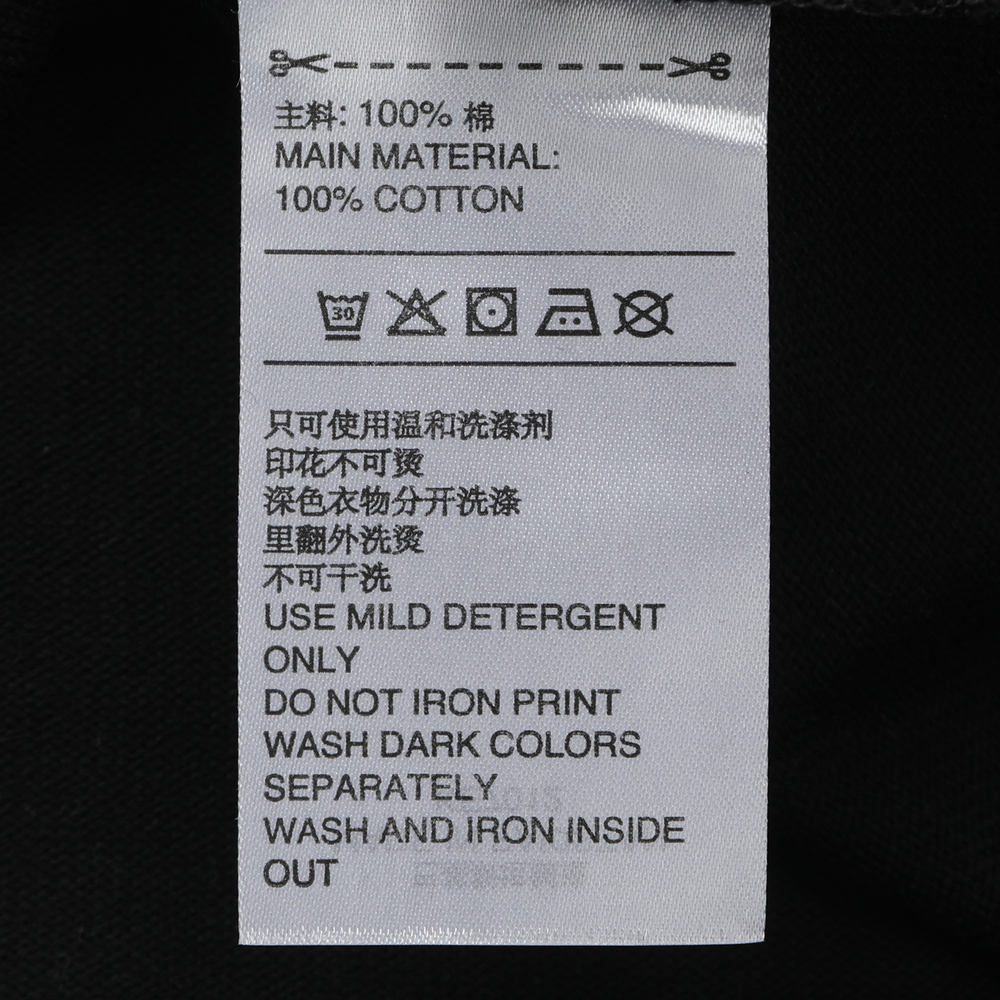 主料: 100% 棉
MAIN MATERIAL:
100% COTTON
30
只可使用温和洗涤剂
印花不可烫
深色衣物分开洗涤
里翻外洗烫
不可干洗
USE MILD DETERGENT
ONLY
DO NOT IRON PRINT
WASH DARK COLORS
SEPARATELY
WASH AND IRON INSIDE
OUT